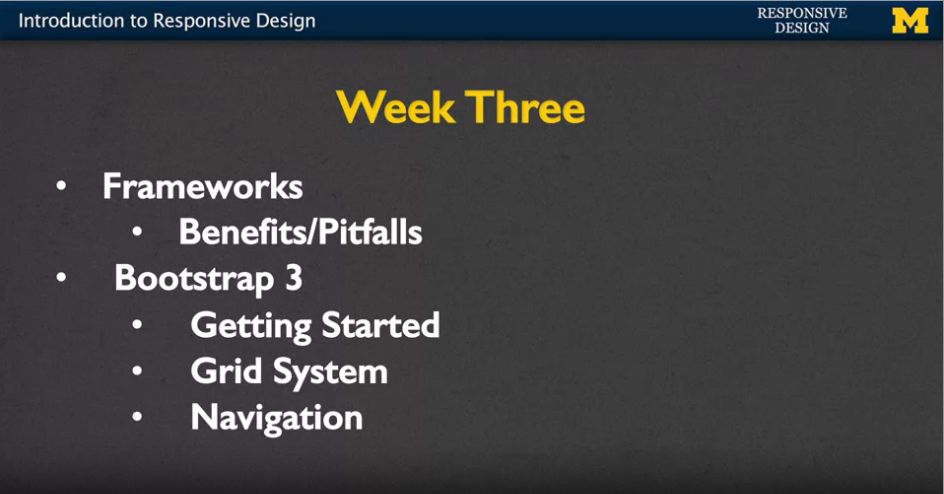 Introduction to Responsive Design
RESPONSIVE
DESIGN
M
Week Three
• Frameworks
• Benefits/Pitfalls
• Bootstrap 3
• Getting Started
• Grid System
• Navigation